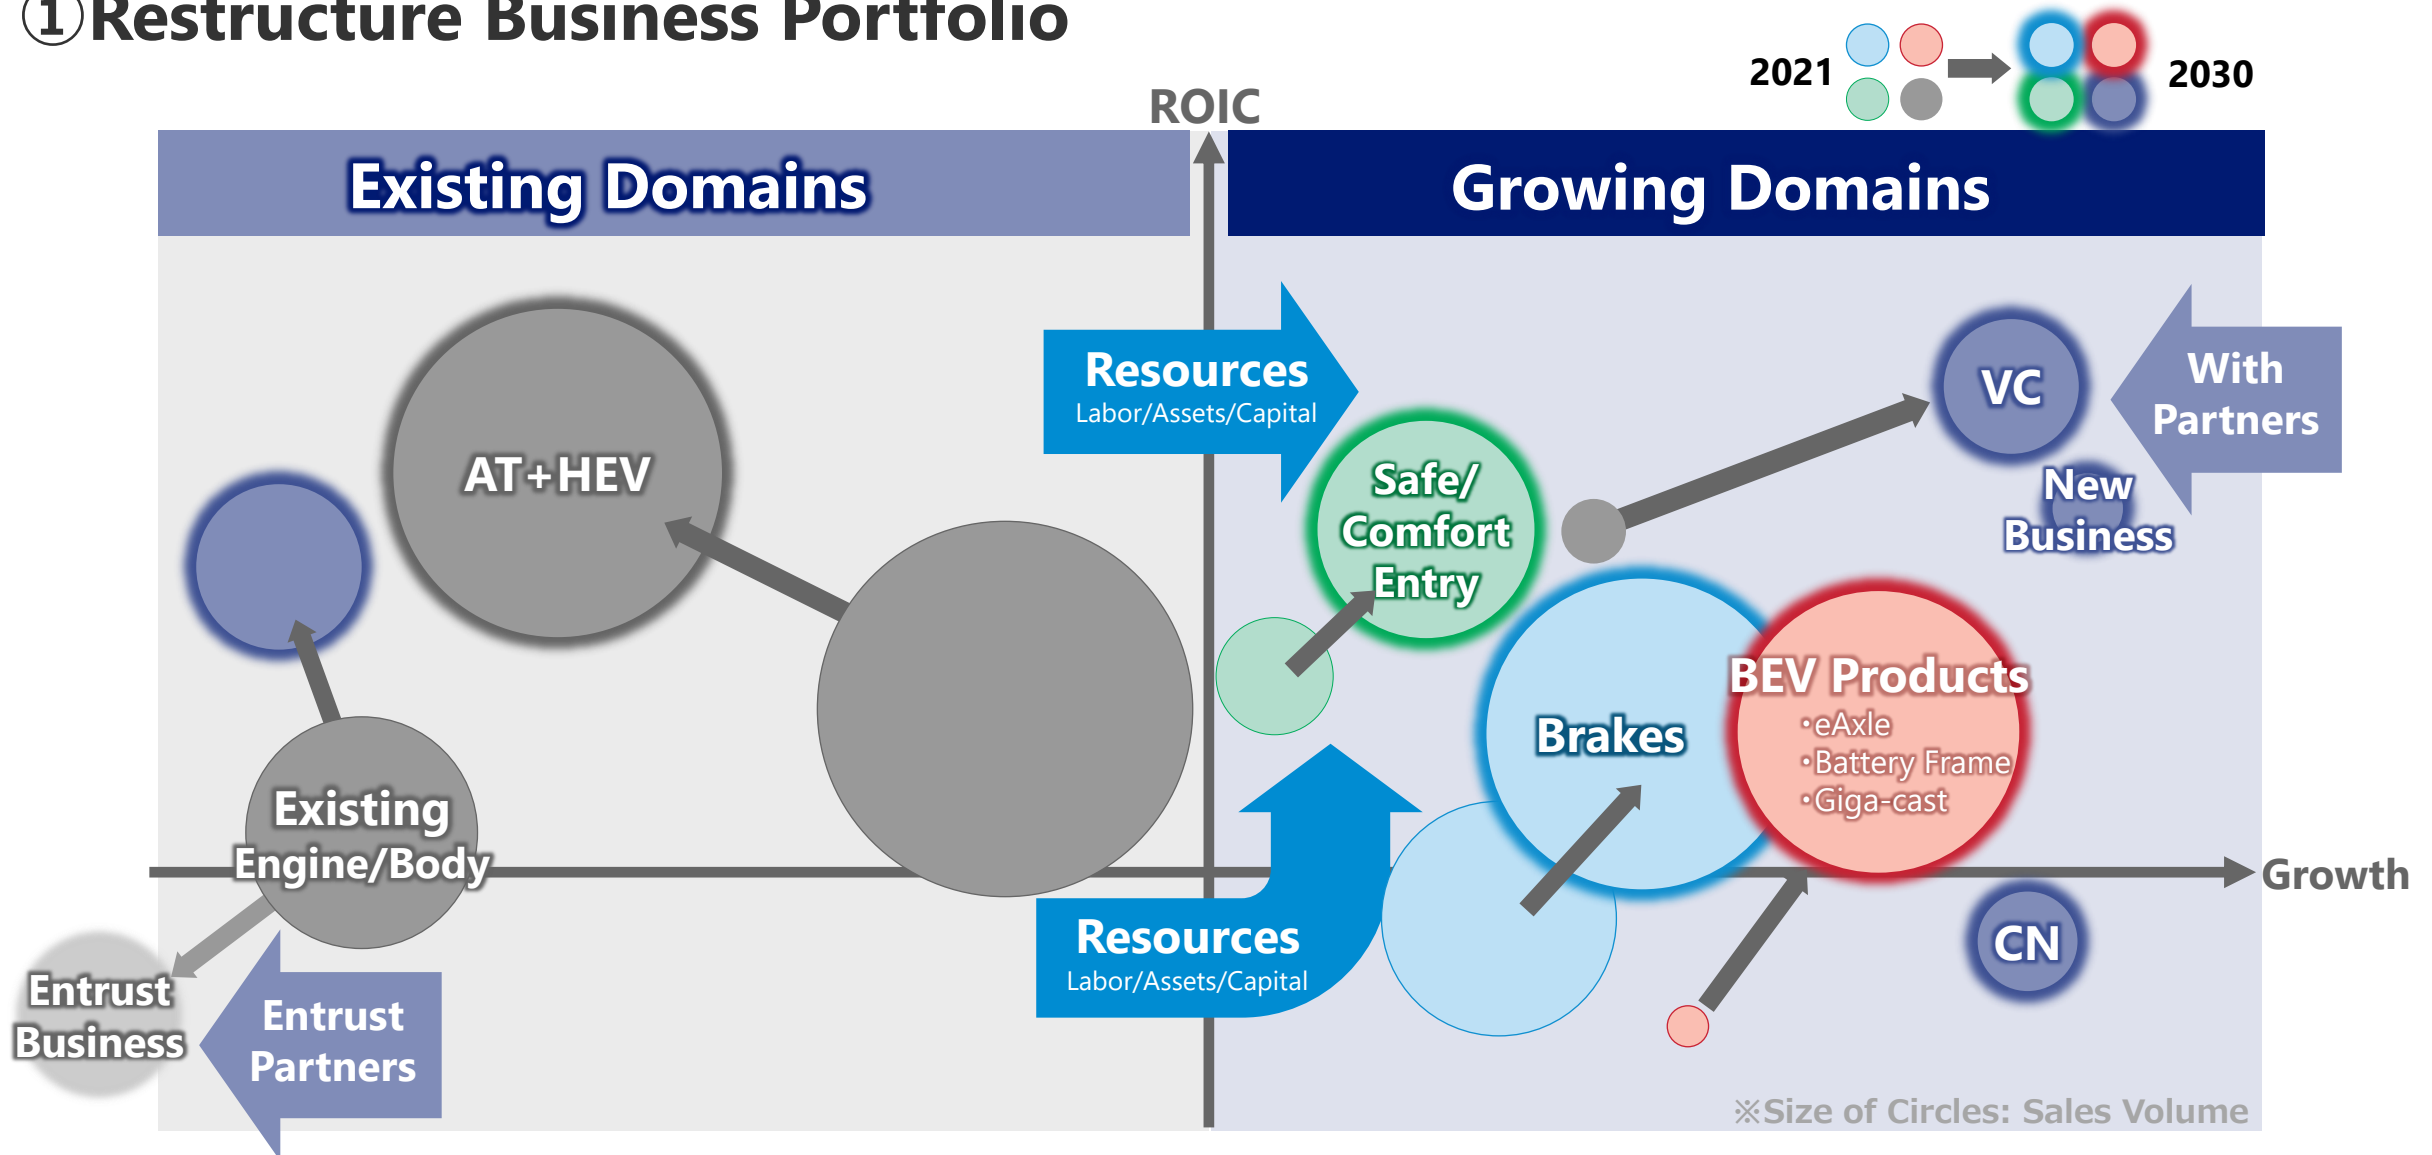 ①Restructure Business Portfolio
2021
2030
ROIC
Existing Domains
Growing Domains
Resources
Labor/Assets/Capital
VC
With
Partners
AT+HEV
Safe/
Comfort
Entry
New
Business
BEV Products
・eAxle
・Battery Frame
・Giga-cast
Brakes
Existing
Engine/Body
Growth
Resources
Labor/Assets/Capital
CN
Entrust
Business
Entrust
Partners
※Size of Circles: Sales Volume